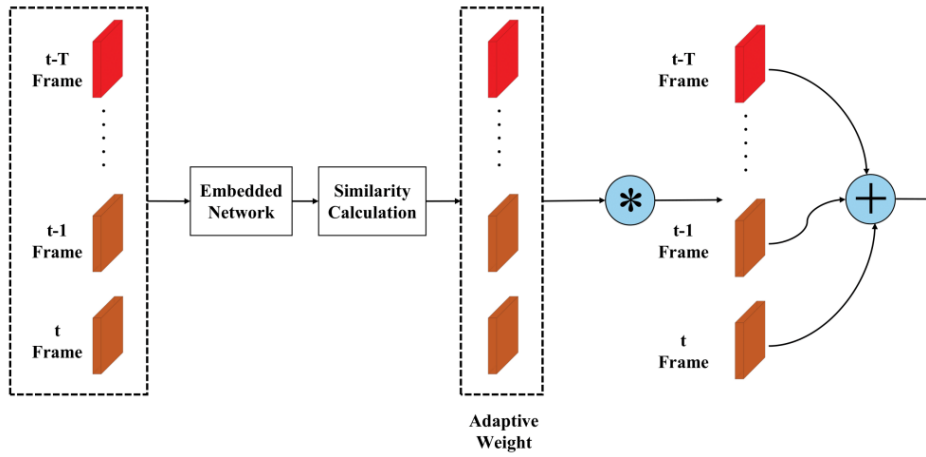 t-T
Frame
t-1
Frame
t
Frame
Embedded
Network
Similarity
Calculation
Adaptive
Weight
*
t-T
Frame
t-1
Frame
t
Frame
+